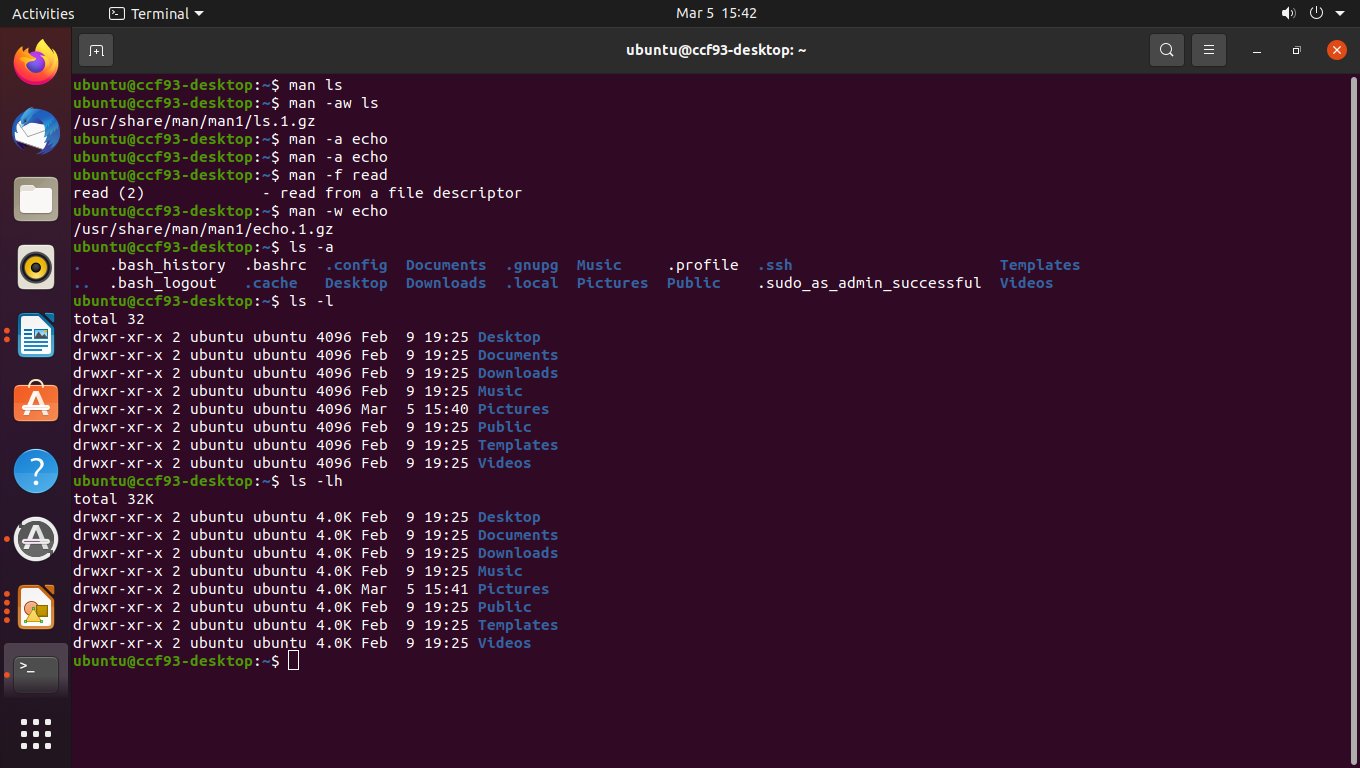 Activities Terminal Mar 5 15:42
ubuntu@ccf93-desktop: ~
ubuntu@ccf93-desktop:~$ man ls
ubuntu@ccf93-desktop:~$ man -aw ls
/usr/share/man/man1/ls.1.gz
ubuntu@ccf93-desktop:~$ man -a echo
ubuntu@ccf93-desktop:~$ man -a echo
ubuntu@ccf93-desktop:~$ man -f read
read (2)             - read from a file descriptor
ubuntu@ccf93-desktop:~$ man -w echo
/usr/share/man/man1/echo.1.gz
ubuntu@ccf93-desktop:~$ ls -a
.   .bash_history  .bashrc  .config  Documents  .gnupg  Music     .profile  .ssh                       Templates
..  .bash_logout   .cache   Desktop  Downloads  .local  Pictures  Public    .sudo_as_admin_successful  Videos
ubuntu@ccf93-desktop:~$ ls -l
total 32
drwxr-xr-x 2 ubuntu ubuntu 4096 Feb  9 19:25 Desktop
drwxr-xr-x 2 ubuntu ubuntu 4096 Feb  9 19:25 Documents
drwxr-xr-x 2 ubuntu ubuntu 4096 Feb  9 19:25 Downloads
drwxr-xr-x 2 ubuntu ubuntu 4096 Feb  9 19:25 Music
drwxr-xr-x 2 ubuntu ubuntu 4096 Mar  5 15:40 Pictures
drwxr-xr-x 2 ubuntu ubuntu 4096 Feb  9 19:25 Public
drwxr-xr-x 2 ubuntu ubuntu 4096 Feb  9 19:25 Templates
drwxr-xr-x 2 ubuntu ubuntu 4096 Feb  9 19:25 Videos
ubuntu@ccf93-desktop:~$ ls -lh
total 32K
drwxr-xr-x 2 ubuntu ubuntu 4.0K Feb  9 19:25 Desktop
drwxr-xr-x 2 ubuntu ubuntu 4.0K Feb  9 19:25 Documents
drwxr-xr-x 2 ubuntu ubuntu 4.0K Feb  9 19:25 Downloads
drwxr-xr-x 2 ubuntu ubuntu 4.0K Feb  9 19:25 Music
drwxr-xr-x 2 ubuntu ubuntu 4.0K Mar  5 15:41 Pictures
drwxr-xr-x 2 ubuntu ubuntu 4.0K Feb  9 19:25 Public
drwxr-xr-x 2 ubuntu ubuntu 4.0K Feb  9 19:25 Templates
drwxr-xr-x 2 ubuntu ubuntu 4.0K Feb  9 19:25 Videos
ubuntu@ccf93-desktop:~$